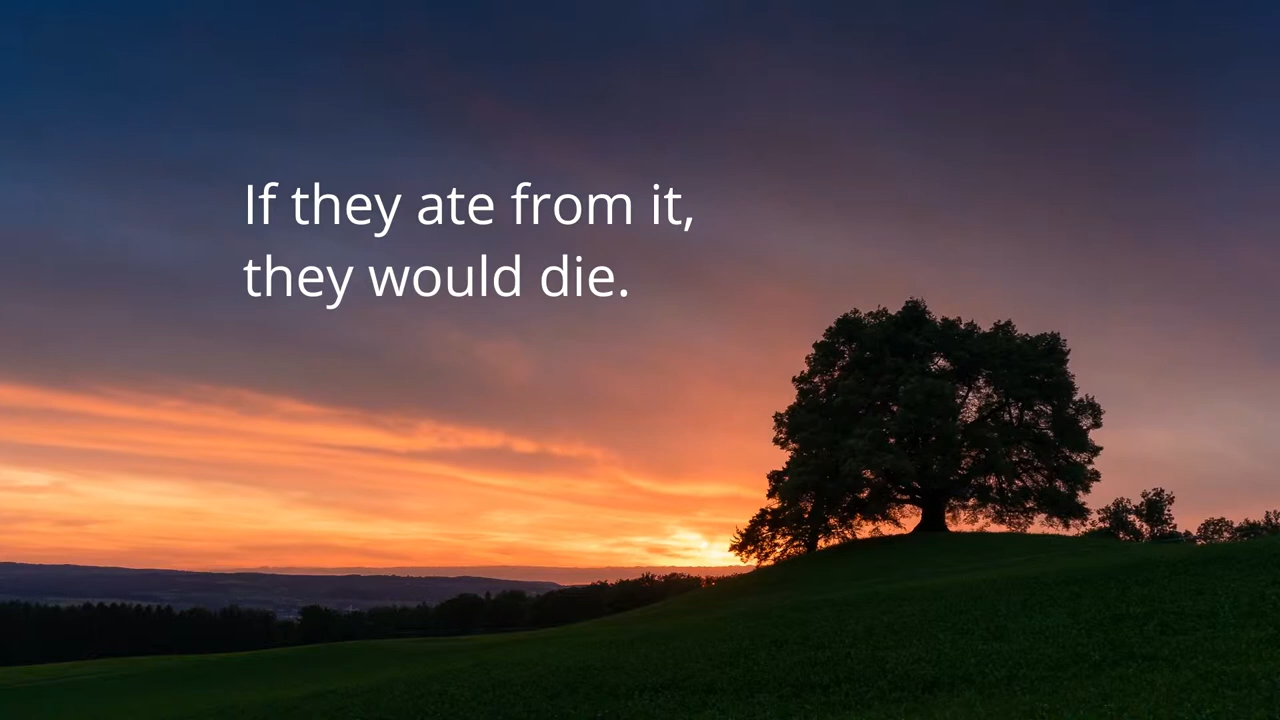 If they ate from it,
they would die.